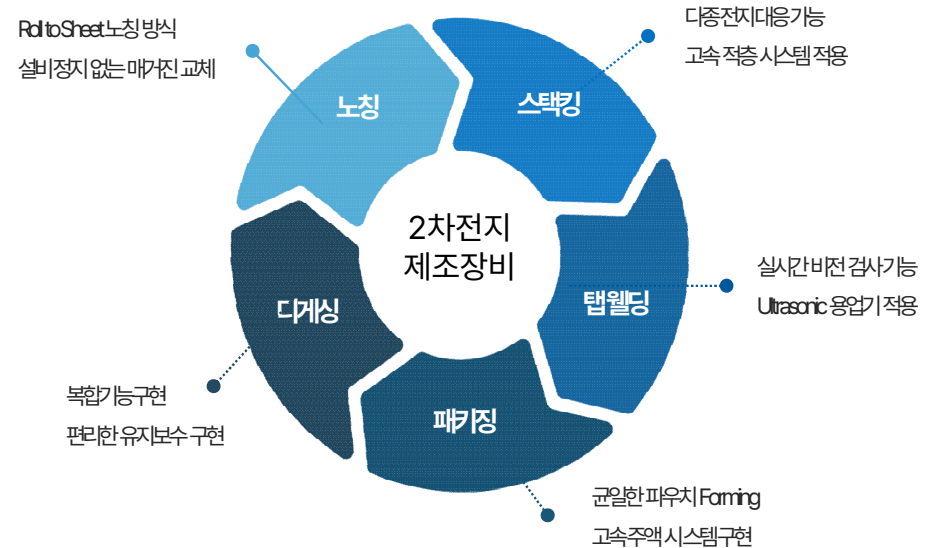 Roll to Sheet 노칭 방식
설비정지 없는 매거진 교체
다종전지 대응 가능
고속 적층 시스템 적용
노칭
스택킹
2차전지
제조장비
실시간 비전 검사 기능
Ultrasonic 용업기 적용
탭웰딩
디게싱
복합기능구현
편리한 유지보수 구현
패키징
균일한 파우치 Forming
고속주액 시스템구현